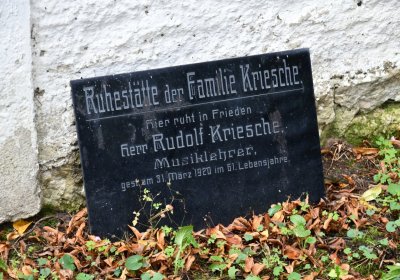 Ruhestätte der Familie Kriesche.
Hier ruht in Frieden
Herr Rudolf Kriesche,
Musiklehrer,
gest. am 31. März 1920 im 61. Lebensjahre.